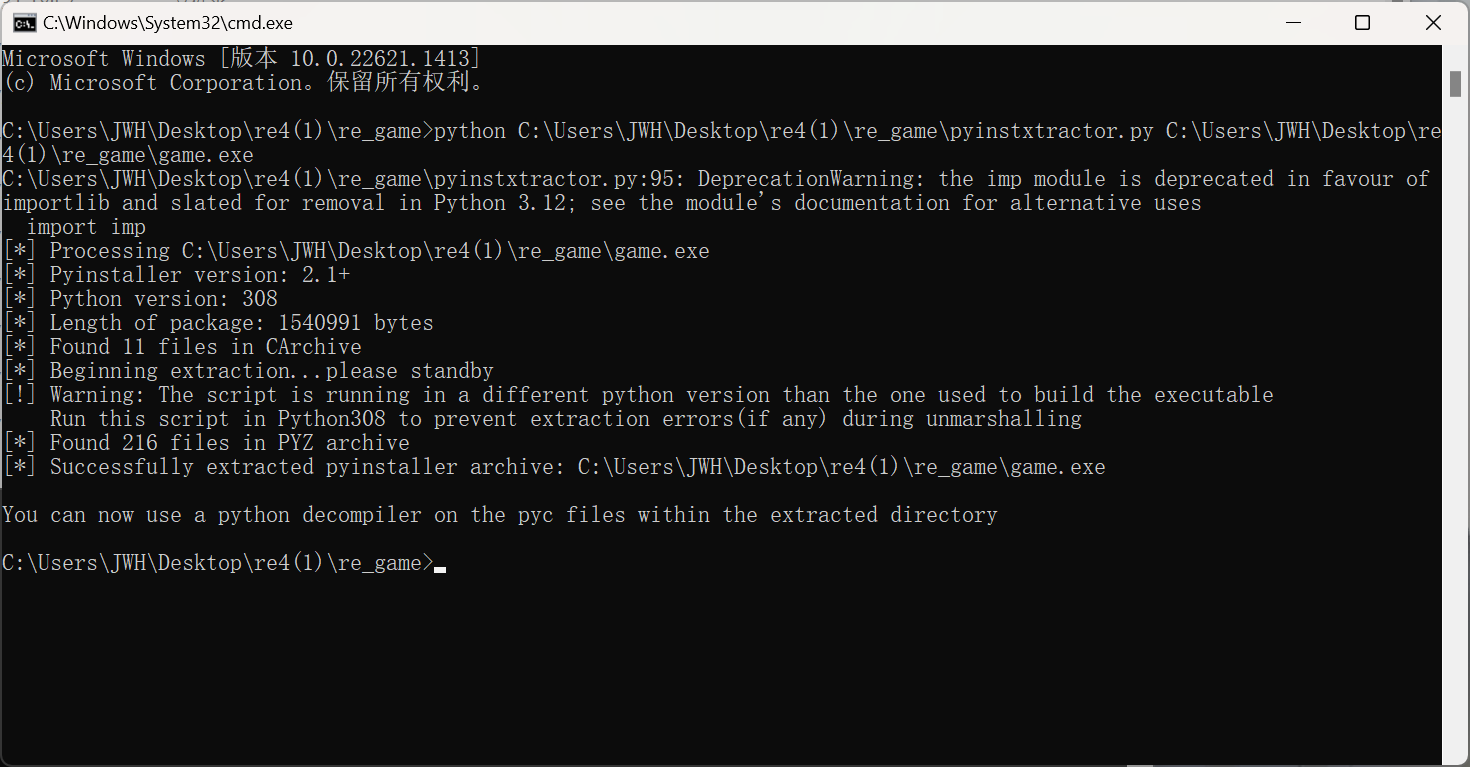 C:\Windows\System32\cmd.exe
Microsoft Windows [版本 10.0.22621.1413]
(c) Microsoft Corporation。保留所有权利。
C:\Users\JWH\Desktop\re4(1)\re_game>python C:\Users\JWH\Desktop\re4(1)\re_game\pyinstxtractor.py C:\Users\JWH\Desktop\re
4(1)\re_game\game.exe
C:\Users\JWH\Desktop\re4(1)\re_game\pyinstxtractor.py:95: DeprecationWarning: the imp module is deprecated in favour of
importlib and slated for removal in Python 3.12; see the module's documentation for alternative uses
  import imp
[*] Processing C:\Users\JWH\Desktop\re4(1)\re_game\game.exe
[*] Pyinstaller version: 2.1+
[*] Python version: 308
[*] Length of package: 1540991 bytes
[*] Found 11 files in CArchive
[*] Beginning extraction...please standby
[!] Warning: The script is running in a different python version than the one used to build the executable
    Run this script in Python308 to prevent extraction errors(if any) during unmarshalling
[*] Found 216 files in PYZ archive
[*] Successfully extracted pyinstaller archive: C:\Users\JWH\Desktop\re4(1)\re_game\game.exe
You can now use a python decompiler on the pyc files within the extracted directory
C:\Users\JWH\Desktop\re4(1)\re_game>